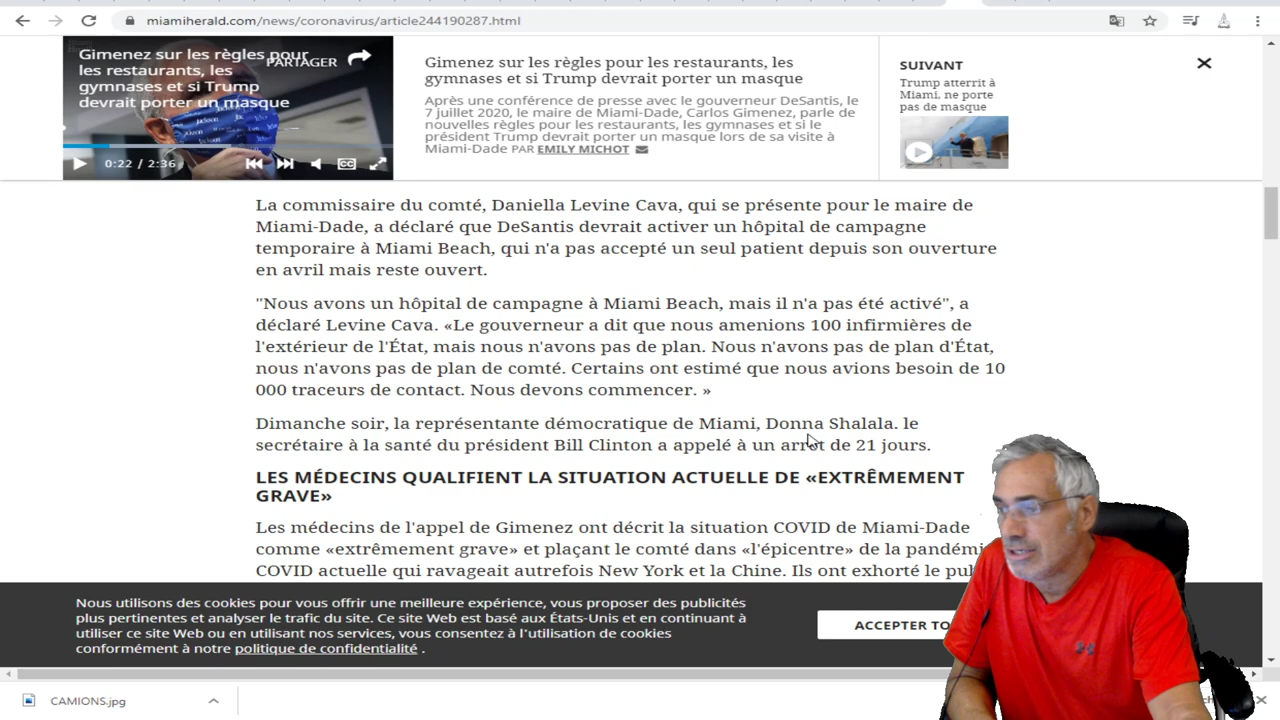 miamiherald.com/news/coronavirus/article244190287.html
Gimenez sur les règles pour
les restaurants, les
gymnases et si Trump
devrait porter un masque
PARTAGER
0:22 / 2:36
CC
Gimenez sur les règles pour les restaurants, les
gymnases et si Trump devrait porter un masque
Après une conférence de presse avec le gouverneur DeSantis, le
7 juillet 2020, le maire de Miami-Dade, Carlos Gimenez, parle de
nouvelles règles pour les restaurants, les gymnases et si le
président Trump devrait porter un masque lors de sa visite à
Miami-Dade PAR EMILY MICHOT
SUIVANT
Trump atterrit à
Miami, ne porte
pas de masque
La commissaire du comté, Daniella Levine Cava, qui se présente pour le maire de
Miami-Dade, a déclaré que DeSantis devrait activer un hôpital de campagne
temporaire à Miami Beach, qui n'a pas accepté un seul patient depuis son ouverture
en avril mais reste ouvert.
"Nous avons un hôpital de campagne à Miami Beach, mais il n'a pas été activé", a
déclaré Levine Cava. «Le gouverneur a dit que nous amenions 100 infirmières de
l'extérieur de l'État, mais nous n'avons pas de plan. Nous n'avons pas de plan d'État,
nous n'avons pas de plan de comté. Certains ont estimé que nous avions besoin de 10
000 traceurs de contact. Nous devons commencer. »
Dimanche soir, la représentante démocratique de Miami, Donna Shalala. le
secrétaire à la santé du président Bill Clinton a appelé à un arrêt de 21 jours.
LES MÉDECINS QUALIFIENT LA SITUATION ACTUELLE DE «EXTRÊMEMENT
GRAVE»
Les médecins de l'appel de Gimenez ont décrit la situation COVID de Miami-Dade
comme «extrêmement grave» et plaçant le comté dans «l'épicentre» de la pandémi
COVID actuelle qui ravageait autrefois New York et la Chine. Ils ont exhorté le pub
Nous utilisons des cookies pour vous offrir une meilleure expérience, vous proposer des publicités
plus pertinentes et analyser le trafic du site. Ce site Web est basé aux États-Unis et en continuant à
utiliser ce site Web ou en utilisant nos services, vous consentez à l'utilisation de cookies
conformément à notre politique de confidentialité .
ACCEPTER TO
CAMIONS.jpg